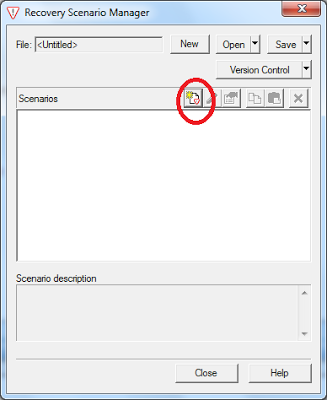 Recovery Scenario Manager
File: <Untitled> New Open Save
Version Control
Scenarios
Scenario description
Close Help